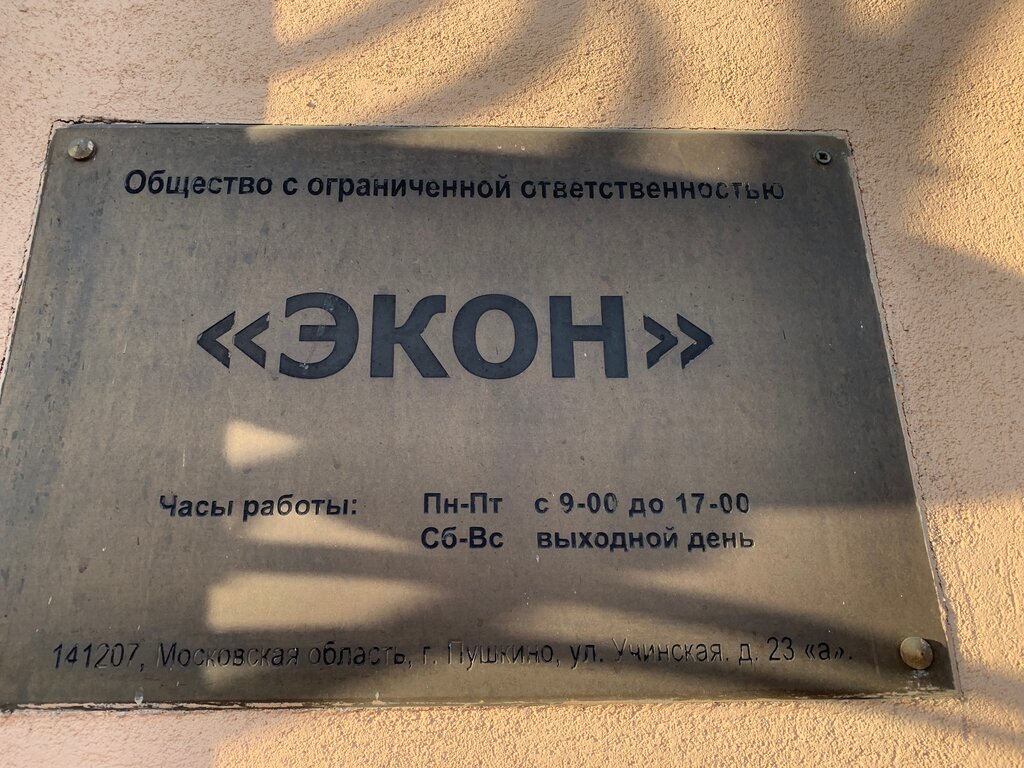 Общество с ограниченной ответственностью
«ЭКОН»
Часы работы: Пн-Пт с 9-00 до 17-00
Сб-Вс выходной день
141207, Московская область, г. Пушкино, ул. Учинская. д. 23 «а».